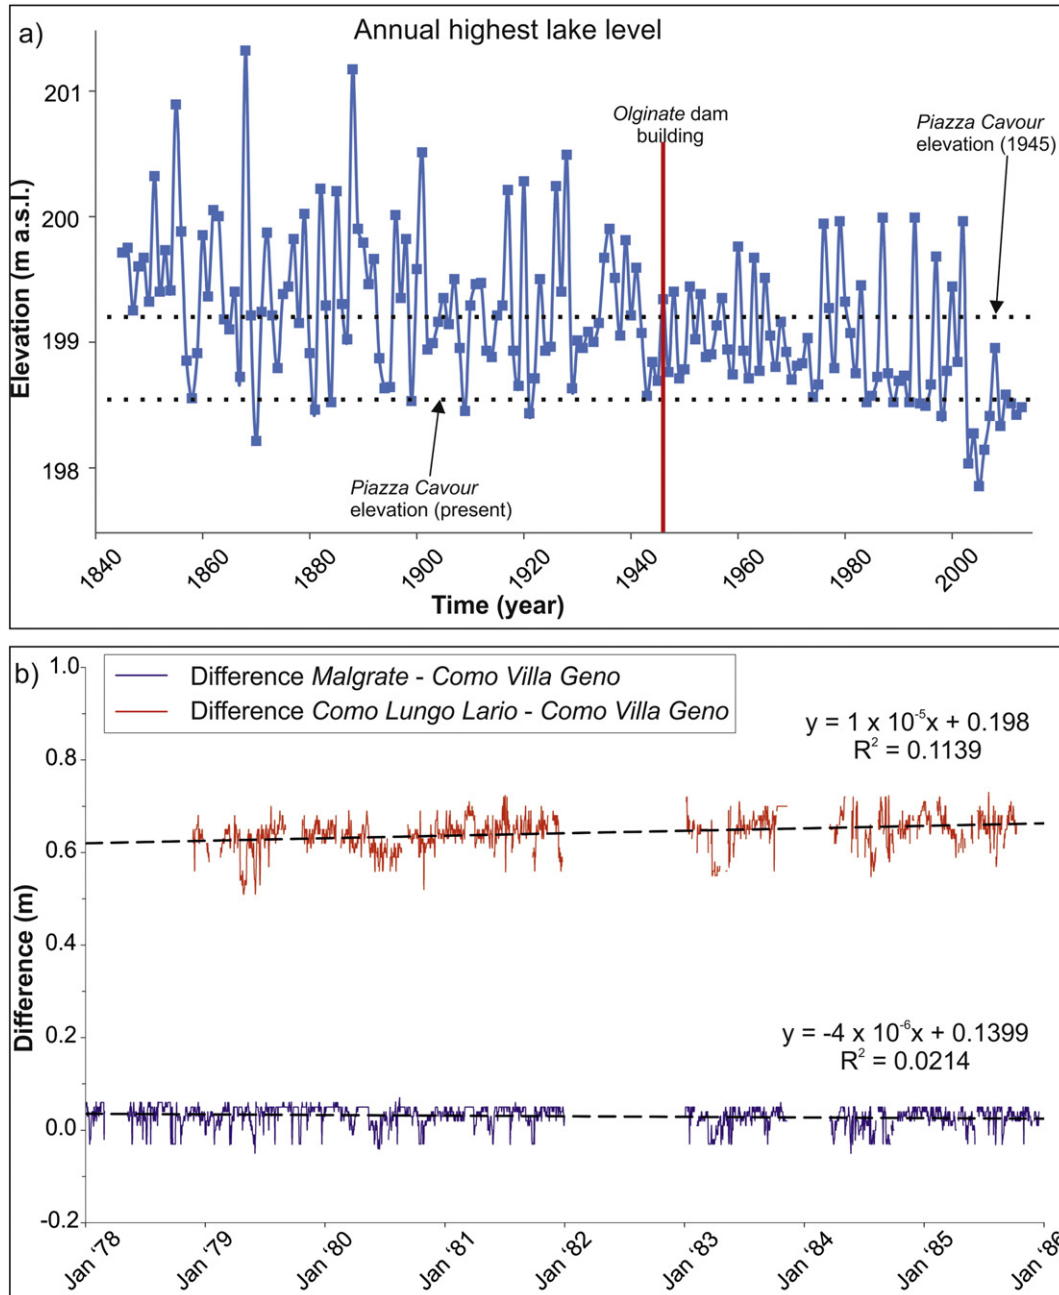 a)
Annual highest lake level
Olginate dam
building
Piazza Cavour
elevation (1945)
Elevation (m a.s.l.)
201
200
199
198
Piazza Cavour
elevation (present)
1840
1860
1880
1900
1920
1940
1960
1980
2000
Time (year)
b)
Difference Malgrate - Como Villa Geno
Difference Como Lungo Lario - Como Villa Geno
y = 1 x 10⁻⁵x + 0.198
R² = 0.1139
Difference (m)
1.0
0.8
0.6
0.4
0.2
0.0
-0.2
y = -4 x 10⁻⁶x + 0.1399
R² = 0.0214
Jan ‘78
Jan ‘79
Jan ‘80
Jan ‘81
Jan ‘82
Jan ‘83
Jan ‘84
Jan ‘85
Jan ‘86